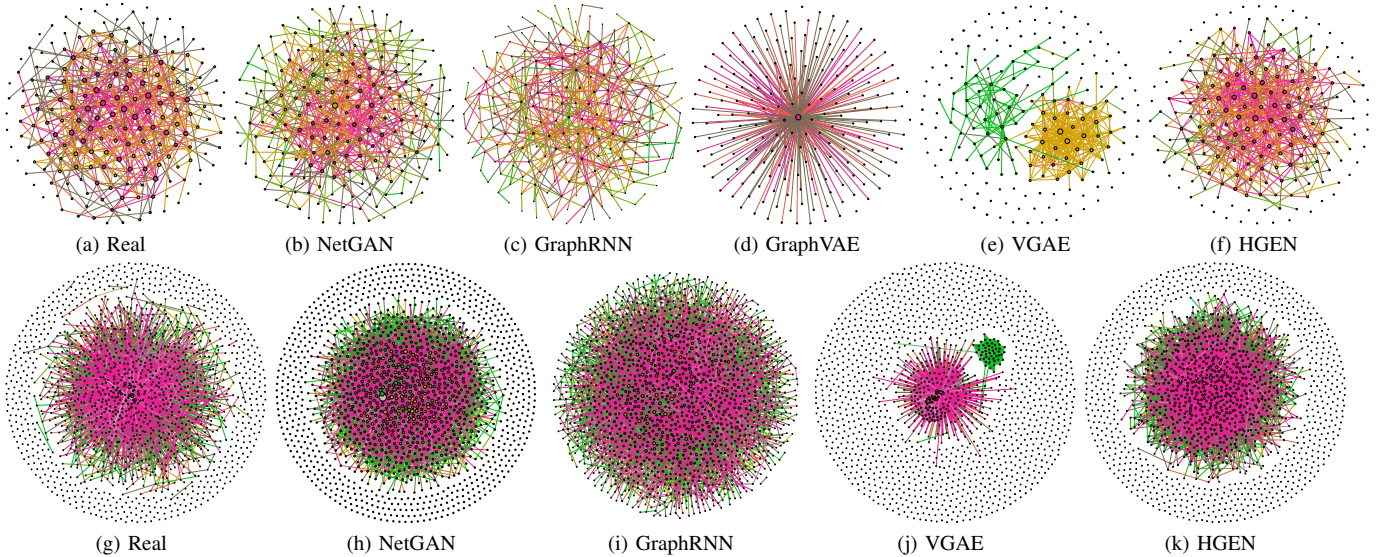 (a) Real
(b) NetGAN
(c) GraphRNN
(d) GraphVAE
(e) VGAE
(f) HGEN
(g) Real
(h) NetGAN
(i) GraphRNN
(j) VGAE
(k) HGEN